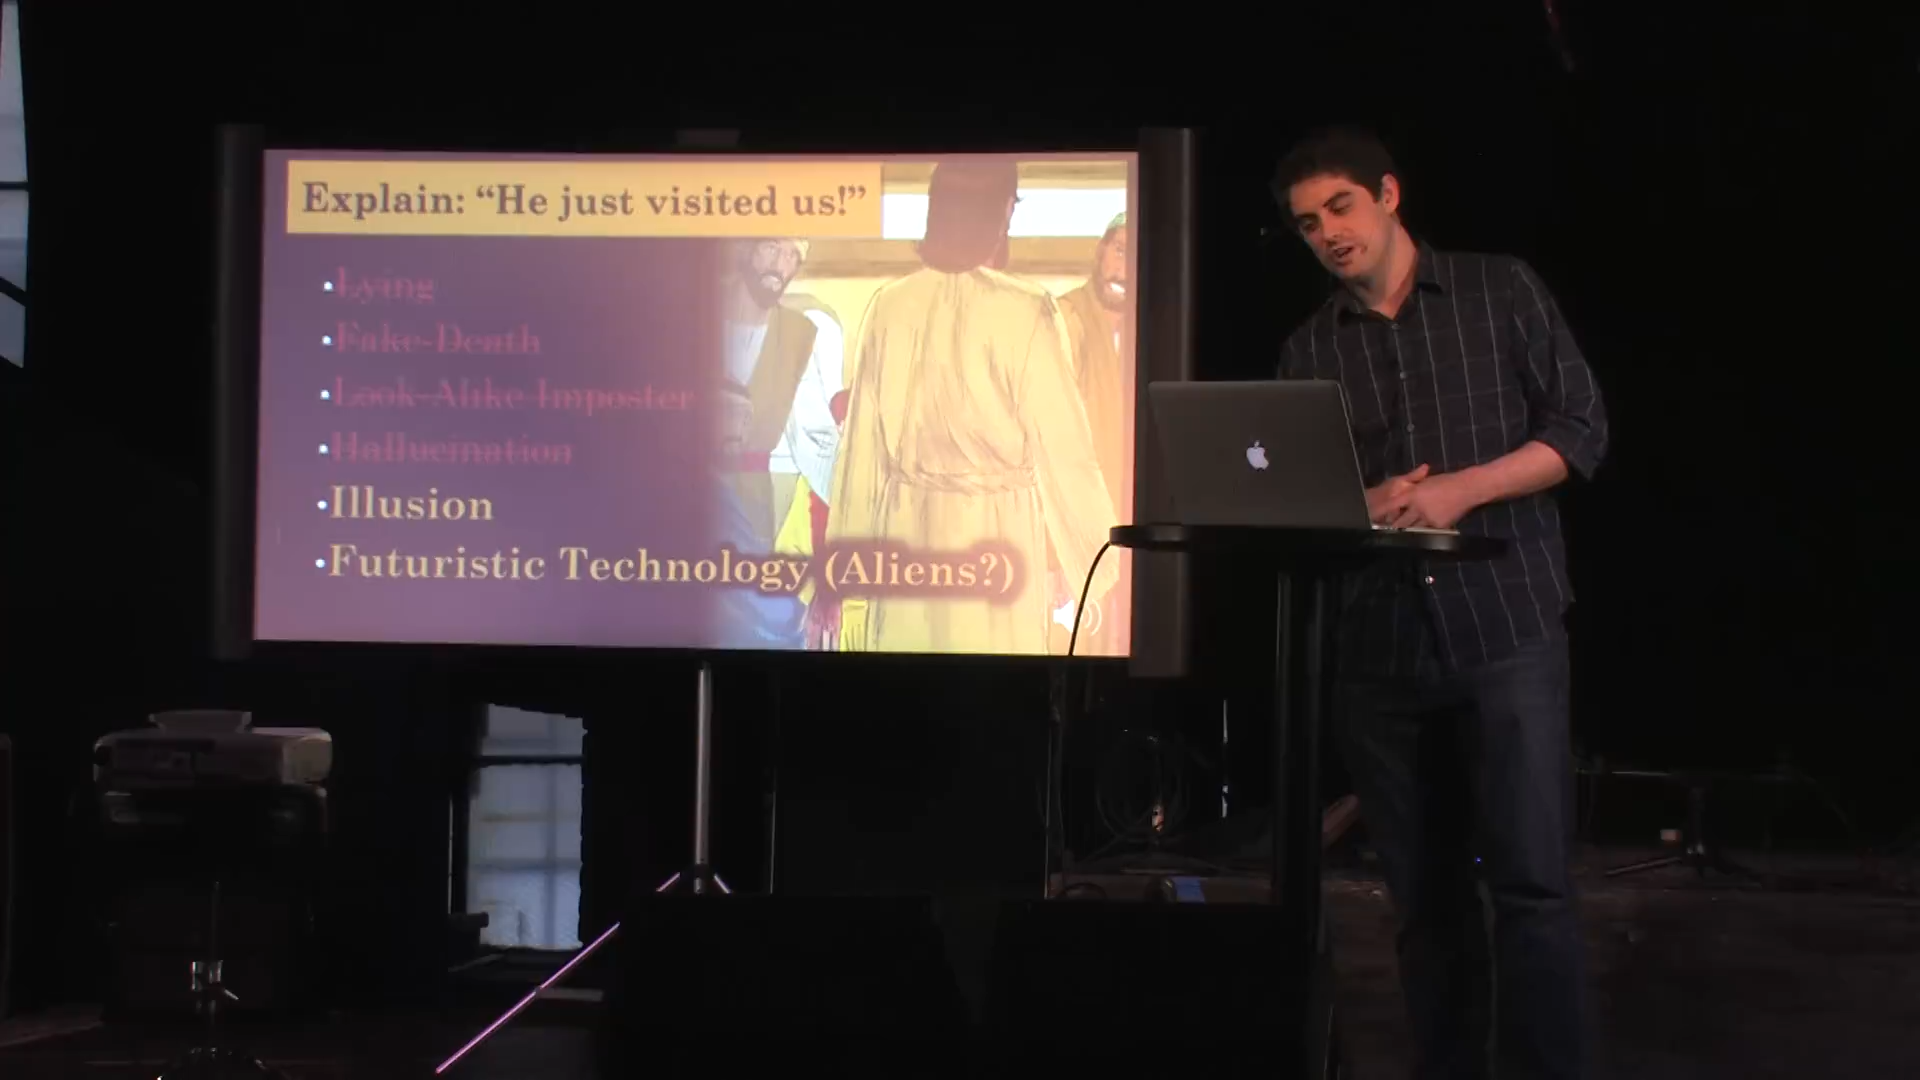 Explain: “He just visited us!”
•Lying
•Fake-Death
•Look-Alike Imposter
•Hallucination
•Illusion
•Futuristic Technology (Aliens?)